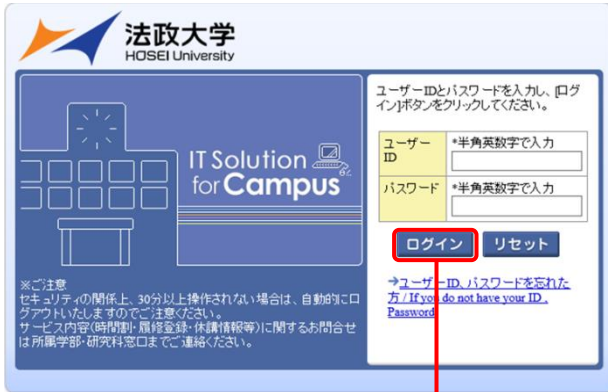 法政大学
HOSEI University
ユーザーIDとパスワードを入力し、[ログ
イン]ボタンをクリックしてください。
ユーザー
ID
*半角英数字で入力
パスワード
*半角英数字で入力
IT Solution
for Campus
ログイン リセット
→ユーザーID、パスワードを忘れた
方 / If you do not have your ID ,
Password
※ご注意
セキュリティの関係上、30分以上操作されない場合は、自動的にロ
グアウトいたしますのでご注意ください。
サービス内容(時間割・履修登録・休講情報等)に関するお問合せ
は所属学部・研究科窓口までご連絡ください。